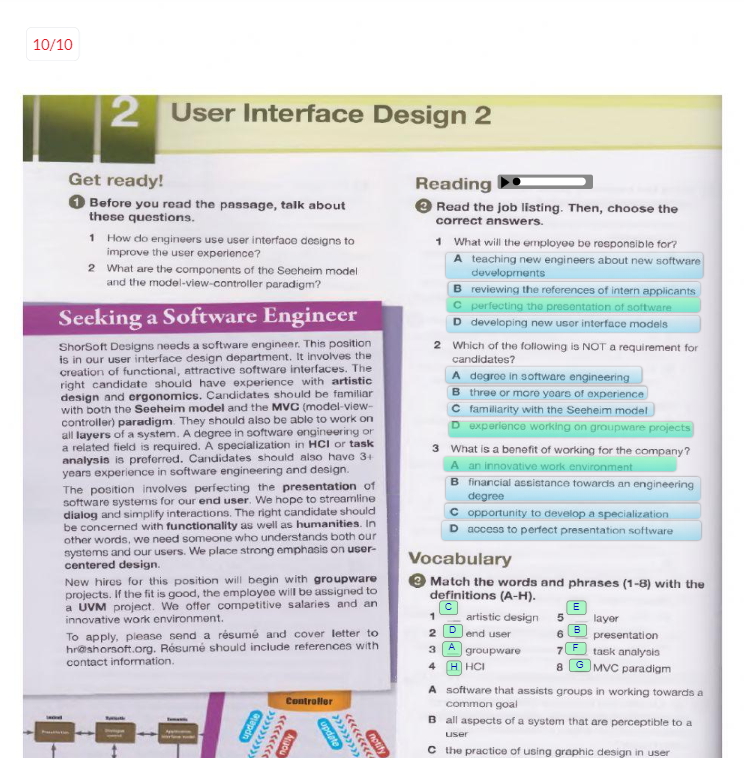 10/10
2 User Interface Design 2
Get ready!
1 Before you read the passage, talk about
these questions.
1 How do engineers use user interface designs to
improve the user experience?
2 What are the components of the Seeheim model
and the model-view-controller paradigm?
Seeking a Software Engineer
ShorSoft Designs needs a software engineer. This position
is in our user interface design department. It involves the
creation of functional, attractive software interfaces. The
right candidate should have experience with artistic
design and ergonomics. Candidates should be familiar
with both the Seeheim model and the MVC (model-view-
controller) paradigm. They should also be able to work on
all layers of a system. A degree in software engineering or
a related field is required. A specialization in HCI or task
analysis is preferred. Candidates should also have 3+
years experience in software engineering and design.
The position involves perfecting the presentation of
software systems for our end user. We hope to streamline
dialog and simplify interactions. The right candidate should
be concerned with functionality as well as humanities. In
other words, we need someone who understands both our
systems and our users. We place strong emphasis on user-
centered design.
New hires for this position will begin with groupware
projects. If the fit is good, the employee will be assigned to
a UVM project. We offer competitive salaries and an
innovative work environment.
To apply, please send a résumé and cover letter to
hr@shorsoft.org. Résumé should include references with
contact information.
Presentation
Controller
update
notify
update
notify
Reading
2 Read the job listing. Then, choose the
correct answers.
1 What will the employee be responsible for?
A teaching new engineers about new software
developments
B reviewing the references of intern applicants
C perfecting the presentation of software
D developing new user interface models
2 Which of the following is NOT a requirement for
candidates?
A degree in software engineering
B three or more years of experience
C familiarity with the Seeheim model
D experience working on groupware projects
3 What is a benefit of working for the company?
A an innovative work environment
B financial assistance towards an engineering
degree
C opportunity to develop a specialization
D access to perfect presentation software
Vocabulary
3 Match the words and phrases (1-8) with the
definitions (A-H).
1 C artistic design 5 E layer
2 D end user 6 B presentation
3 A groupware 7 F task analysis
4 H HCI 8 G MVC paradigm
A software that assists groups in working towards a
common goal
B all aspects of a system that are perceptible to a
user
C the practice of using graphic design in user